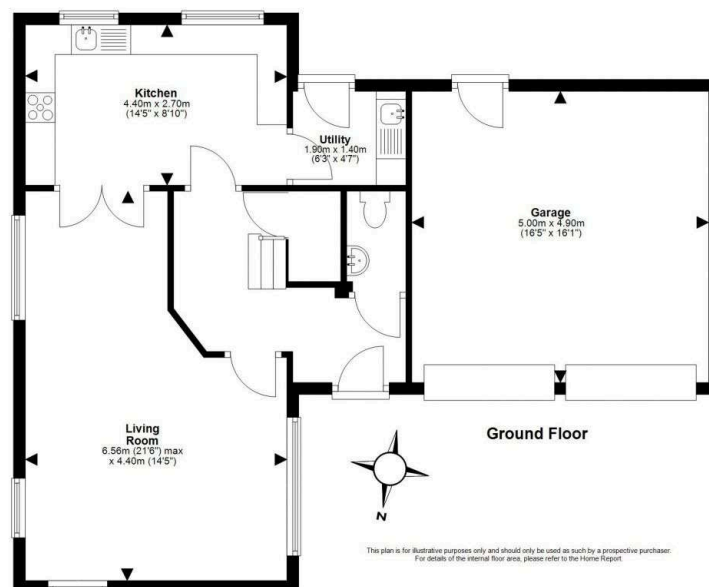 Kitchen
4.40m x 2.70m
(14'5" x 8'10")
Utility
1.90m x 1.40m
(6'3" x 4'7")
Garage
5.00m x 4.90m
(16'5" x 16'1")
Living
Room
6.56m (21'6") max
x 4.40m (14'5")
Ground Floor
N
This plan is for illustrative purposes only and should only be used as such by a prospective purchaser.
For details of the internal floor area, please refer to the Home Report